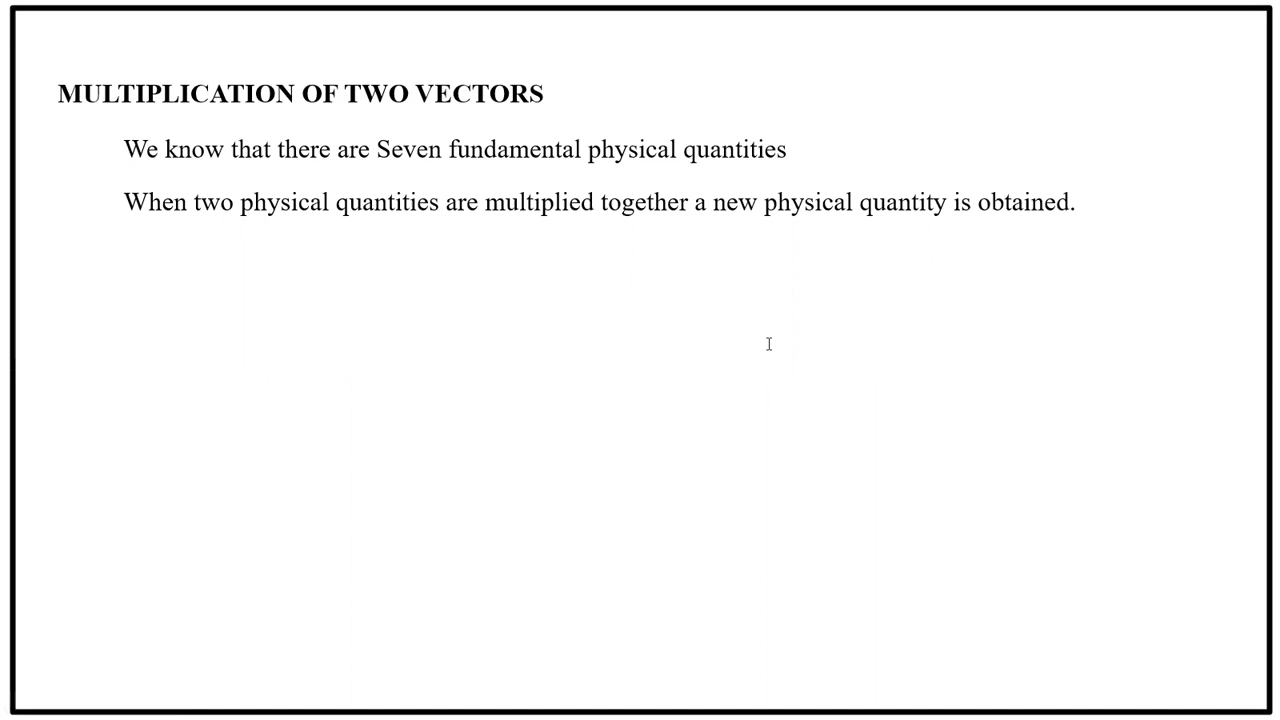 MULTIPLICATION OF TWO VECTORS
We know that there are Seven fundamental physical quantities
When two physical quantities are multiplied together a new physical quantity is obtained.